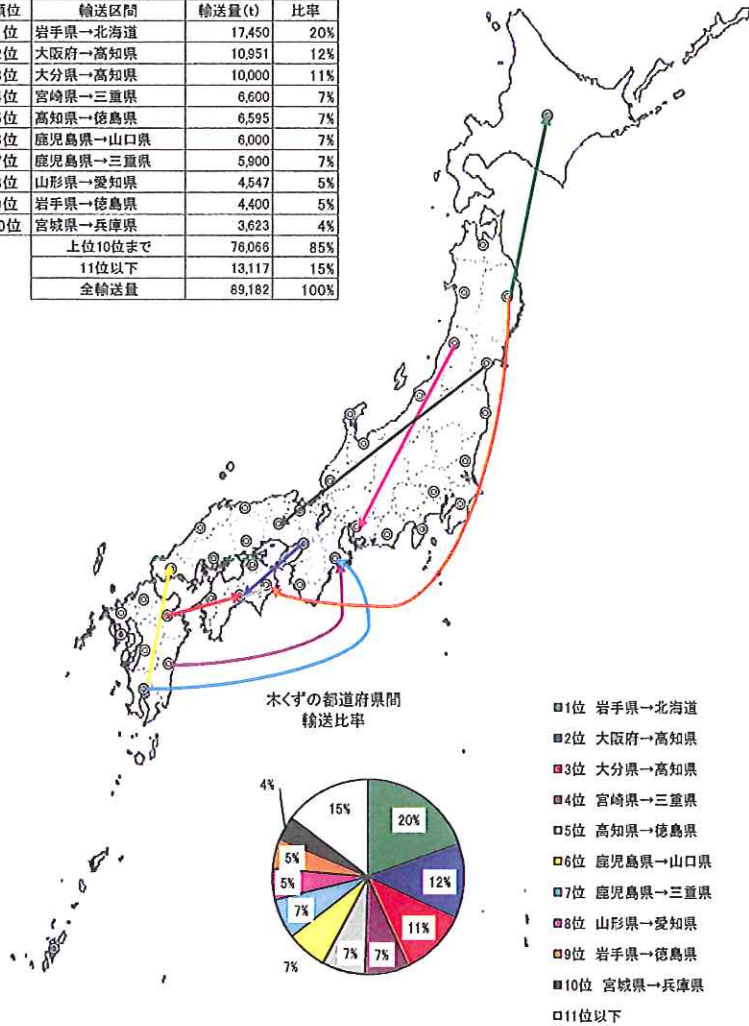 順位 輸送区間 輸送量(t) 比率
位 岩手県→北海道 17,450 20%
位 大阪府→高知県 10,951 12%
位 大分県→高知県 10,000 11%
位 宮崎県→三重県 6,600 7%
位 高知県→徳島県 6,595 7%
位 鹿児島県→山口県 6,000 7%
位 鹿児島県→三重県 5,900 7%
位 山形県→愛知県 4,547 5%
位 岩手県→徳島県 4,400 5%
0位 宮城県→兵庫県 3,623 4%
上位10位まで 76,066 85%
11位以下 13,117 15%
全輸送量 89,182 100%
木くずの都道府県間
輸送比率
4%
15%
20%
5%
5%
12%
7%
11%
7%
7%
7%
1位 岩手県→北海道
2位 大阪府→高知県
3位 大分県→高知県
4位 宮崎県→三重県
5位 高知県→徳島県
6位 鹿児島県→山口県
7位 鹿児島県→三重県
8位 山形県→愛知県
9位 岩手県→徳島県
10位 宮城県→兵庫県
11位以下